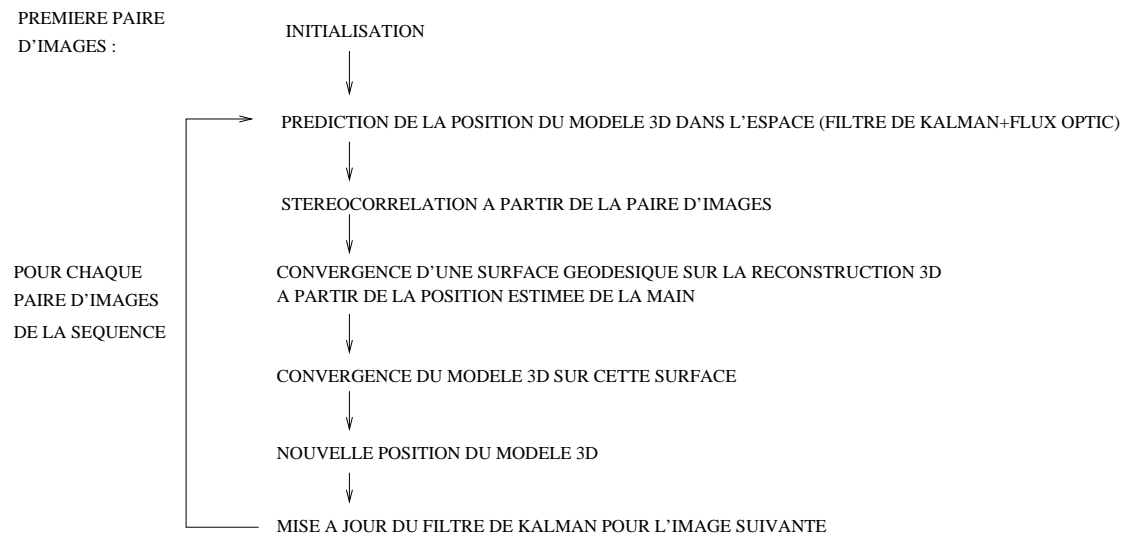 PREMIERE PAIRE
D'IMAGES :
INITIALISATION
PREDICTION DE LA POSITION DU MODELE 3D DANS L'ESPACE (FILTRE DE KALMAN+FLUX OPTIC)
STEREOCORRELATION A PARTIR DE LA PAIRE D'IMAGES
POUR CHAQUE
PAIRE D'IMAGES
DE LA SEQUENCE
CONVERGENCE D'UNE SURFACE GEODESIQUE SUR LA RECONSTRUCTION 3D
A PARTIR DE LA POSITION ESTIMEE DE LA MAIN
CONVERGENCE DU MODELE 3D SUR CETTE SURFACE
NOUVELLE POSITION DU MODELE 3D
MISE A JOUR DU FILTRE DE KALMAN POUR L'IMAGE SUIVANTE